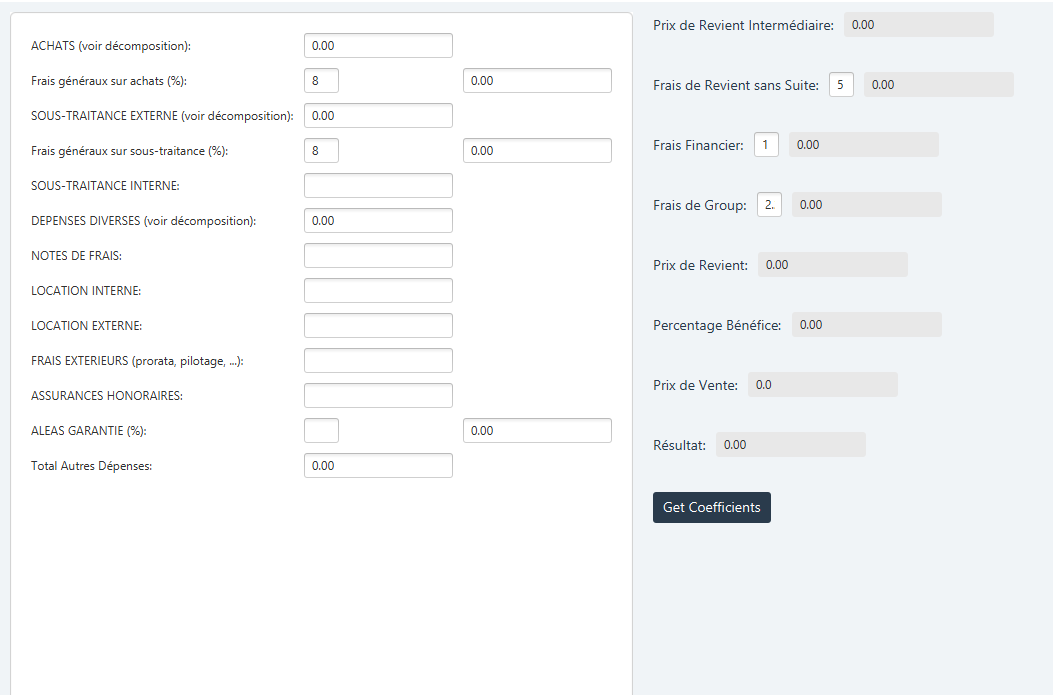 ACHATS (voir décomposition): 0.00
Frais généraux sur achats (%): 8 0.00
SOUS-TRAITANCE EXTERNE (voir décomposition): 0.00
Frais généraux sur sous-traitance (%): 8 0.00
SOUS-TRAITANCE INTERNE:
DEPENSES DIVERSES (voir décomposition): 0.00
NOTES DE FRAIS:
LOCATION INTERNE:
LOCATION EXTERNE:
FRAIS EXTERIEURS (prorata, pilotage, ...):
ASSURANCES HONORAIRES:
ALEAS GARANTIE (%): 0.00
Total Autres Dépenses: 0.00
Prix de Revient Intermédiaire: 0.00
Frais de Revient sans Suite: 5 0.00
Frais Financier: 1 0.00
Frais de Group: 2. 0.00
Prix de Revient: 0.00
Percentage Bénéfice: 0.00
Prix de Vente: 0.0
Résultat: 0.00
Get Coefficients